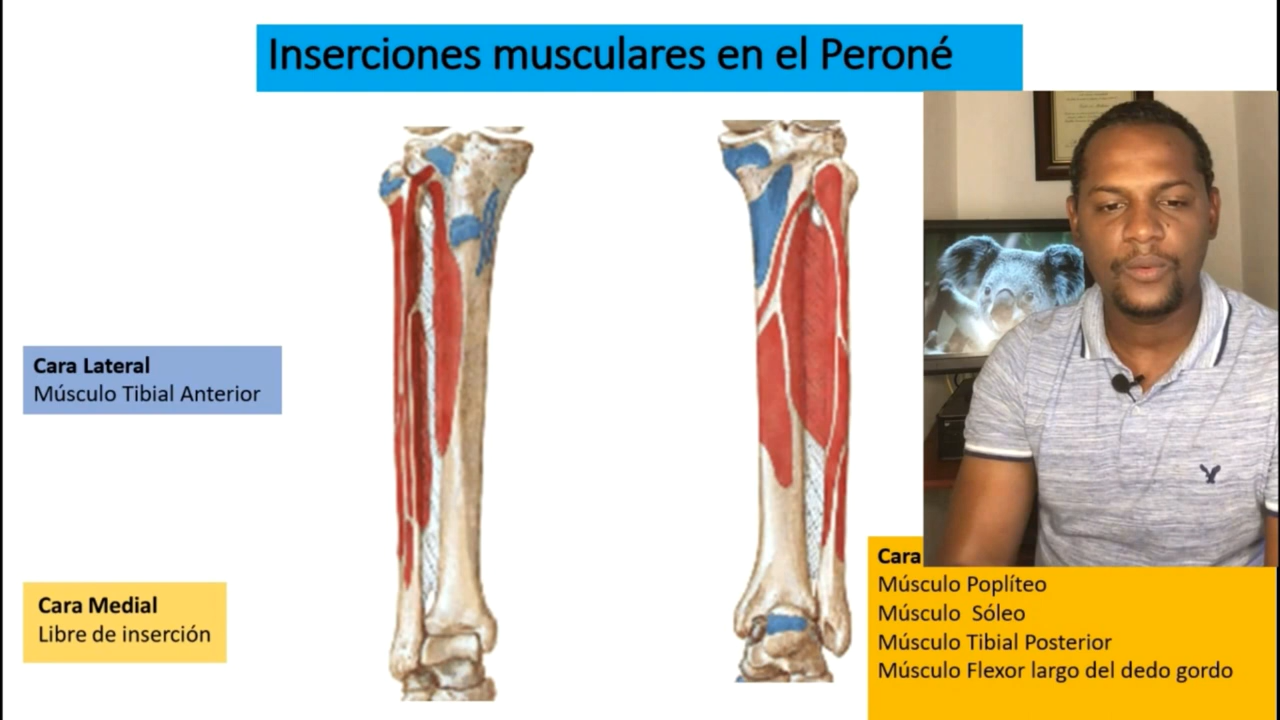 Inserciones musculares en el Peroné
Cara Lateral
Músculo Tibial Anterior
Cara Medial
Libre de inserción
Cara
Músculo Poplíteo
Músculo  Sóleo
Músculo Tibial Posterior
Músculo Flexor largo del dedo gordo